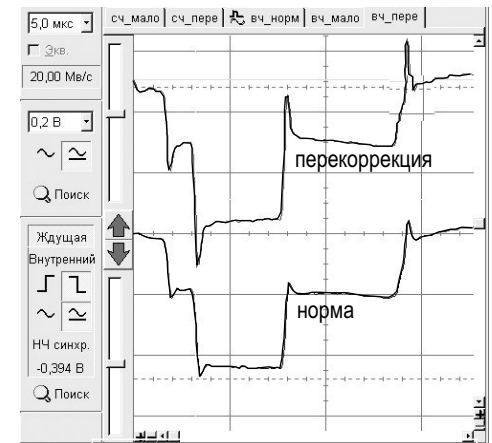 5,0 мкс
Экв.
20,00 Мв/с
0,2 В
Поиск
Ждущая
Внутренний
НЧ синхр.
-0,394 В
Поиск
сч_мало сч_пере вч_норм вч_мало вч_пере
перекоррекция
норма